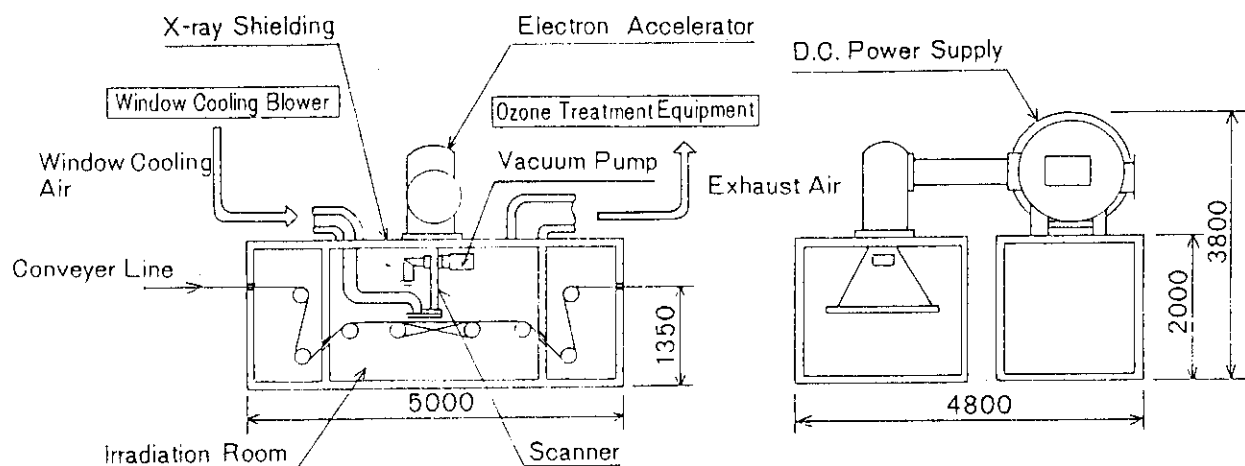 X-ray Shielding
Electron Accelerator
D.C. Power Supply
Window Cooling Blower
Ozone Treatment Equipment
Window Cooling
Air
Vacuum Pump
Exhaust Air
Conveyer Line
1350
2000
3800
5000
4800
Irradiation Room
Scanner